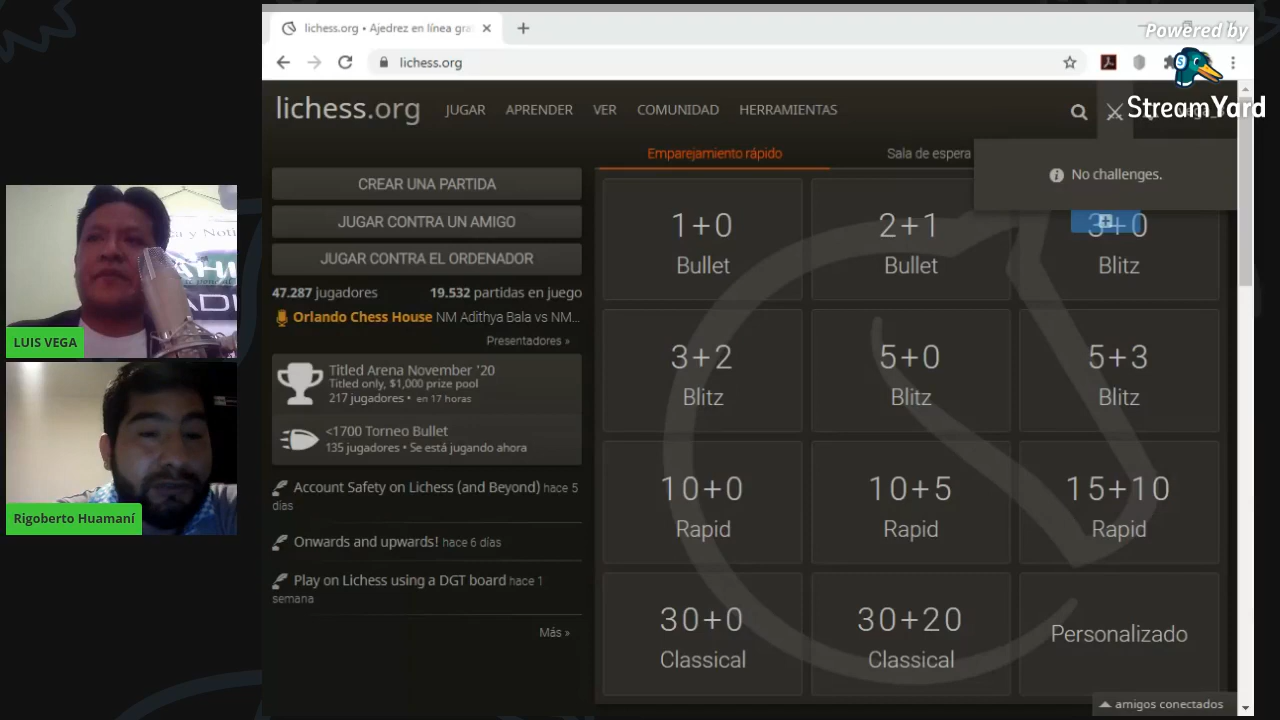 lichess.org • Ajedrez en línea gra
lichess.org
Powered by
StreamYard
lichess.org
JUGAR
APRENDER
VER
COMUNIDAD
HERRAMIENTAS
Emparejamiento rápido
Sala de espera
No challenges.
CREAR UNA PARTIDA
JUGAR CONTRA UN AMIGO
JUGAR CONTRA EL ORDENADOR
47.287 jugadores
19.532 partidas en juego
Orlando Chess House NM Adithya Bala vs NM...
Presentadores »
Titled Arena November '20
Titled only, $1,000 prize pool
217 jugadores • en 17 horas
<1700 Torneo Bullet
135 jugadores • Se está jugando ahora
Account Safety on Lichess (and Beyond) hace 5
días
Onwards and upwards! hace 6 días
Play on Lichess using a DGT board hace 1
semana
Más »
1+0
Bullet
2+1
Bullet
3+0
Blitz
3+2
Blitz
5+0
Blitz
5+3
Blitz
10+0
Rapid
10+5
Rapid
15+10
Rapid
30+0
Classical
30+20
Classical
Personalizado
amigos conectados
LUIS VEGA
Rigoberto Huamaní